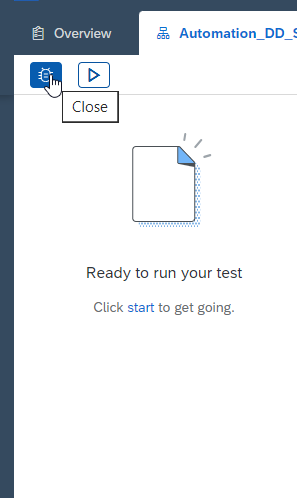 Overview
Automation_DD_S
Close
Ready to run your test
Click start to get going.